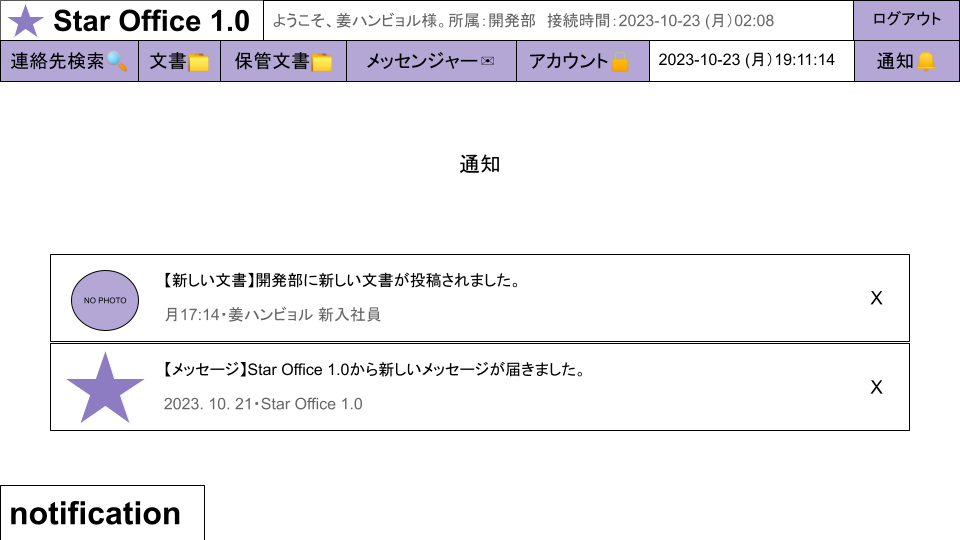 Star Office 1.0
ようこそ、姜ハンビョル様。所属:開発部　接続時間:2023-10-23 (月)02:08
ログアウト
連絡先検索🔍
文書🗂️
保管文書🗂️
メッセンジャー✉
アカウント🔒
2023-10-23 (月)19:11:14
通知🔔
通知
NO PHOTO
【新しい文書】開発部に新しい文書が投稿されました。
月17:14・姜ハンビョル 新入社員
X
【メッセージ】Star Office 1.0から新しいメッセージが届きました。
2023. 10. 21・Star Office 1.0
X
notification